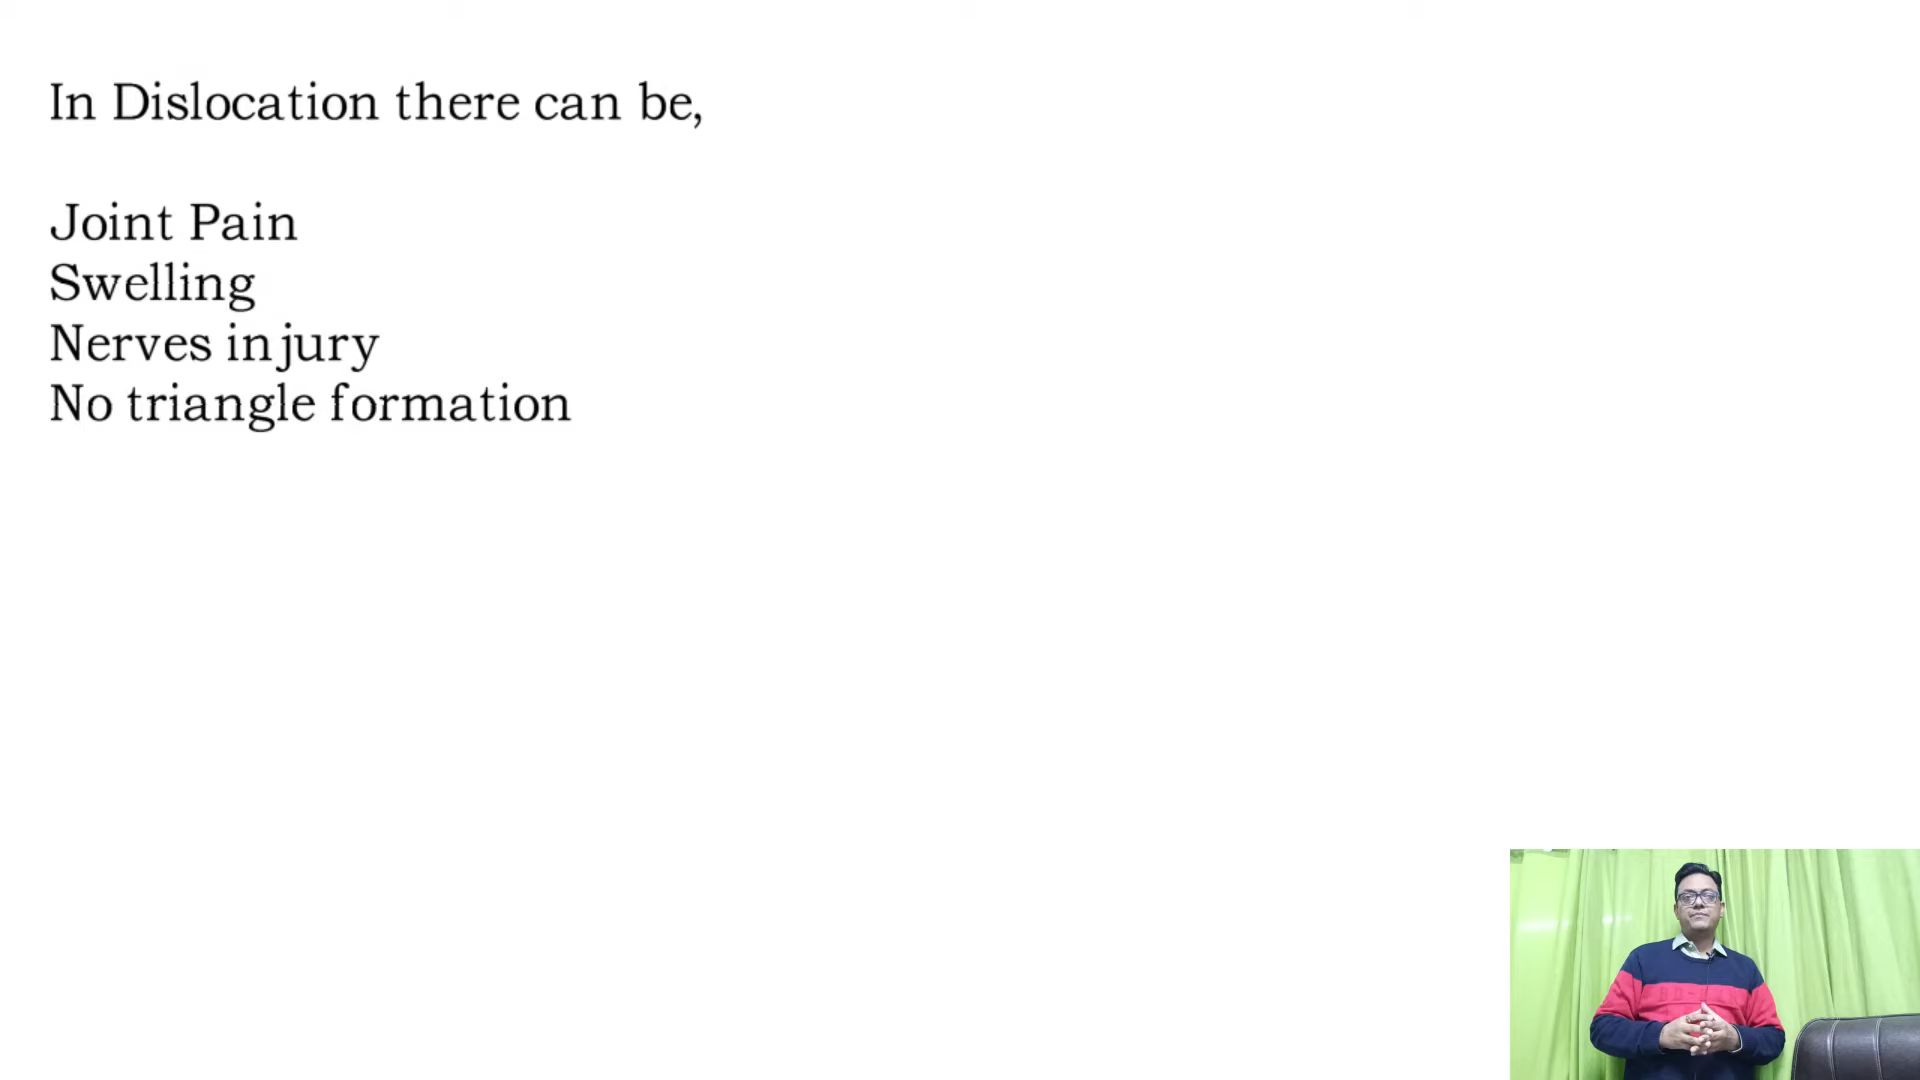 In Dislocation there can be,
Joint Pain
Swelling
Nerves injury
No triangle formation